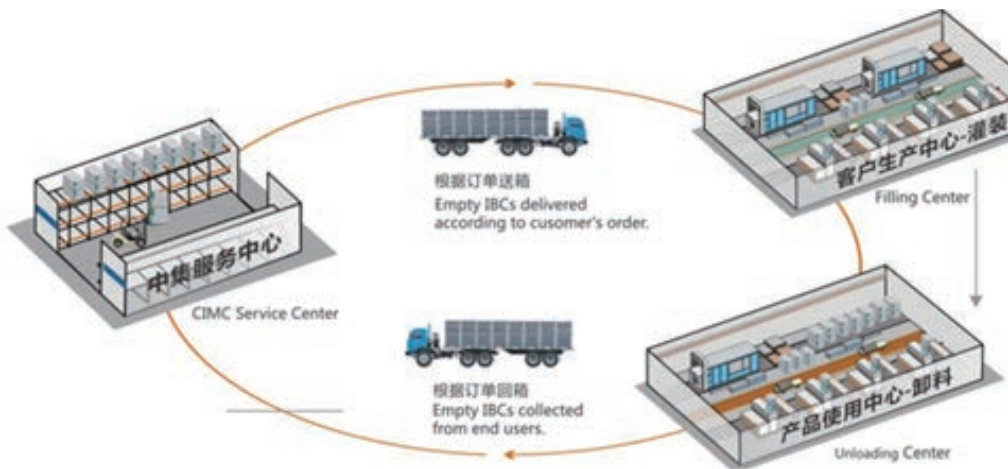 根据订单送箱
Empty IBCs delivered
according to cusomer's order.
客户生产中心-灌装
Filling Center
中集服务中心
CIMC Service Center
根据订单回箱
Empty IBCs collected
from end users.
产品使用中心-卸料
Unloading Center